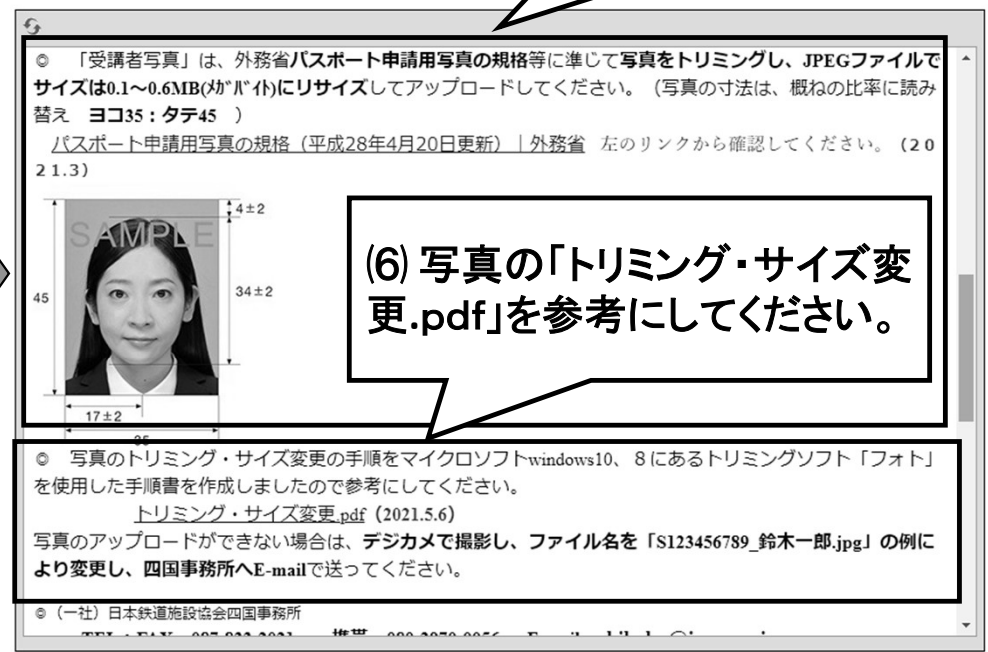 ◎ 「受講者写真」は、外務省パスポート申請用写真の規格等に準じて写真をトリミングし、JPEGファイルで
サイズは0.1～0.6MB(ﾒｶﾞﾊﾞｲﾄ)にリサイズしてアップロードしてください。（写真の寸法は、概ねの比率に読み
替え　ヨコ35：タテ45　）
パスポート申請用写真の規格（平成28年4月20日更新）｜外務省　左のリンクから確認してください。（20
21.3）
SAMPLE
4±2
34±2
45
17±2
35
⑹ 写真の「トリミング・サイズ変
更.pdf」を参考にしてください。
◎ 写真のトリミング・サイズ変更の手順をマイクロソフトwindows10、８にあるトリミングソフト「フォト」
を使用した手順書を作成しましたので参考にしてください。
トリミング・サイズ変更.pdf（2021.5.6）
写真のアップロードができない場合は、デジカメで撮影し、ファイル名を「S123456789_鈴木一郎.jpg」の例に
より変更し、四国事務所へE-mailで送ってください。
◎（一社）日本鉄道施設協会四国事務所